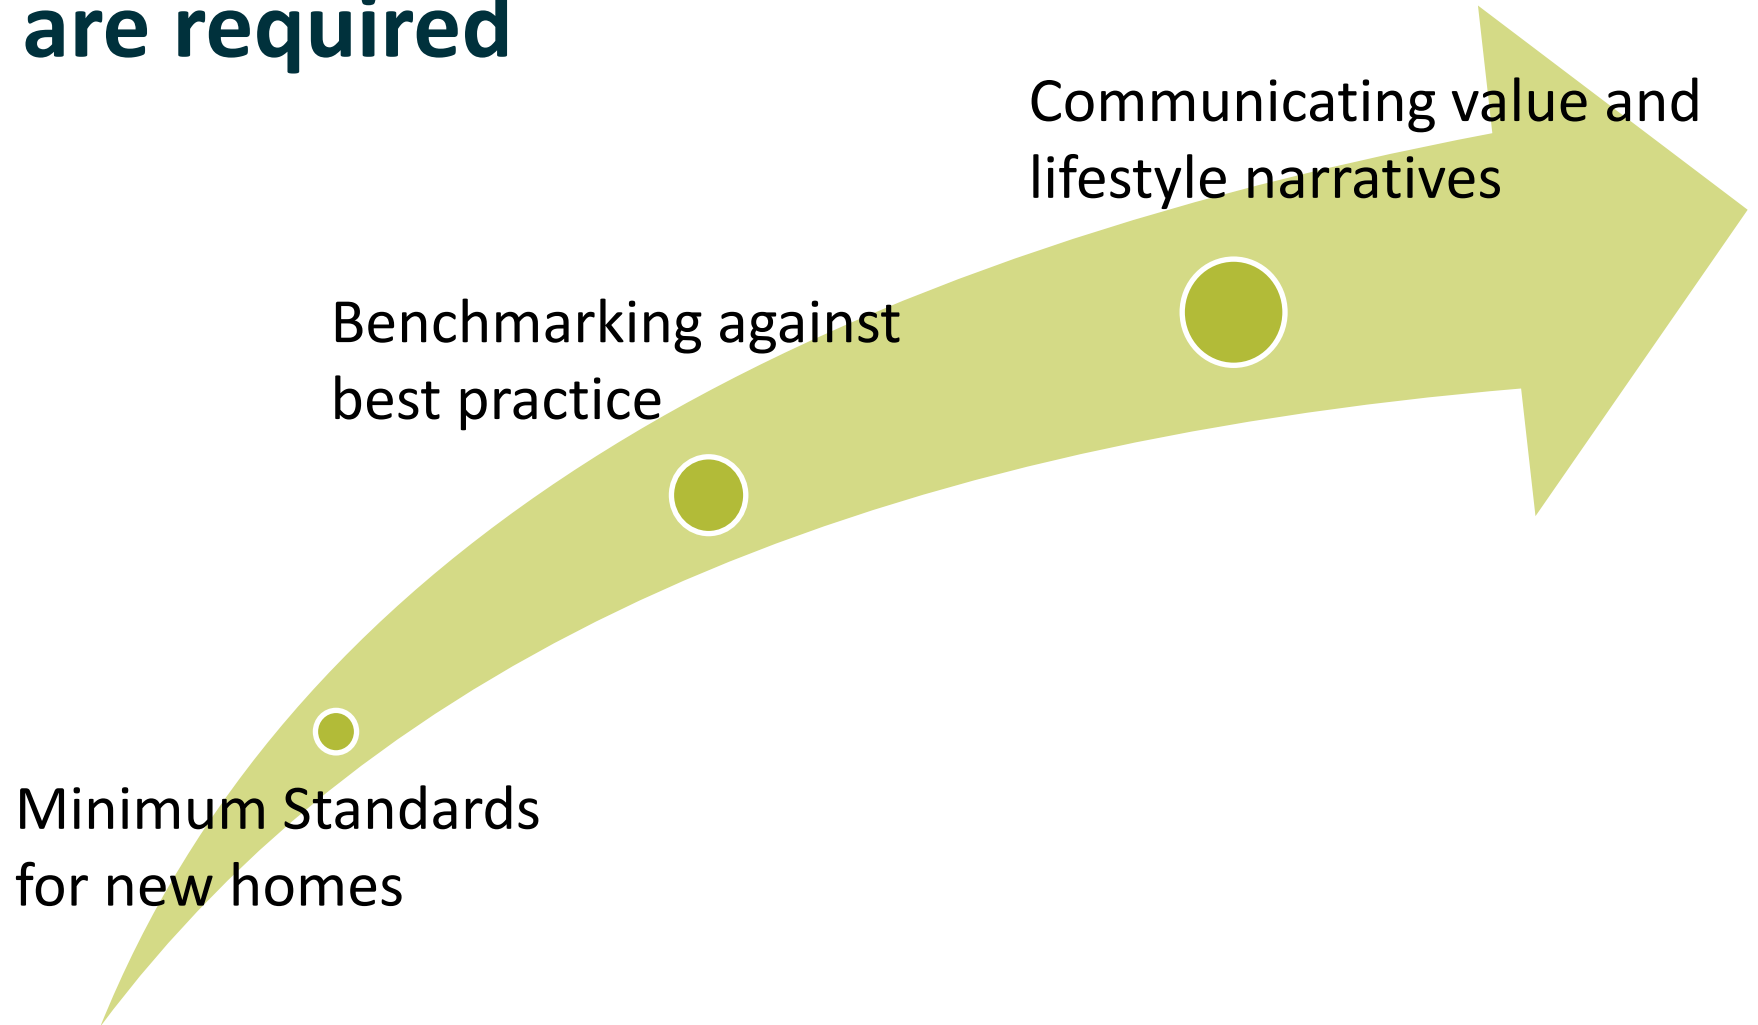 are required
Communicating value and
lifestyle narratives
Benchmarking against
best practice
Minimum Standards
for new homes